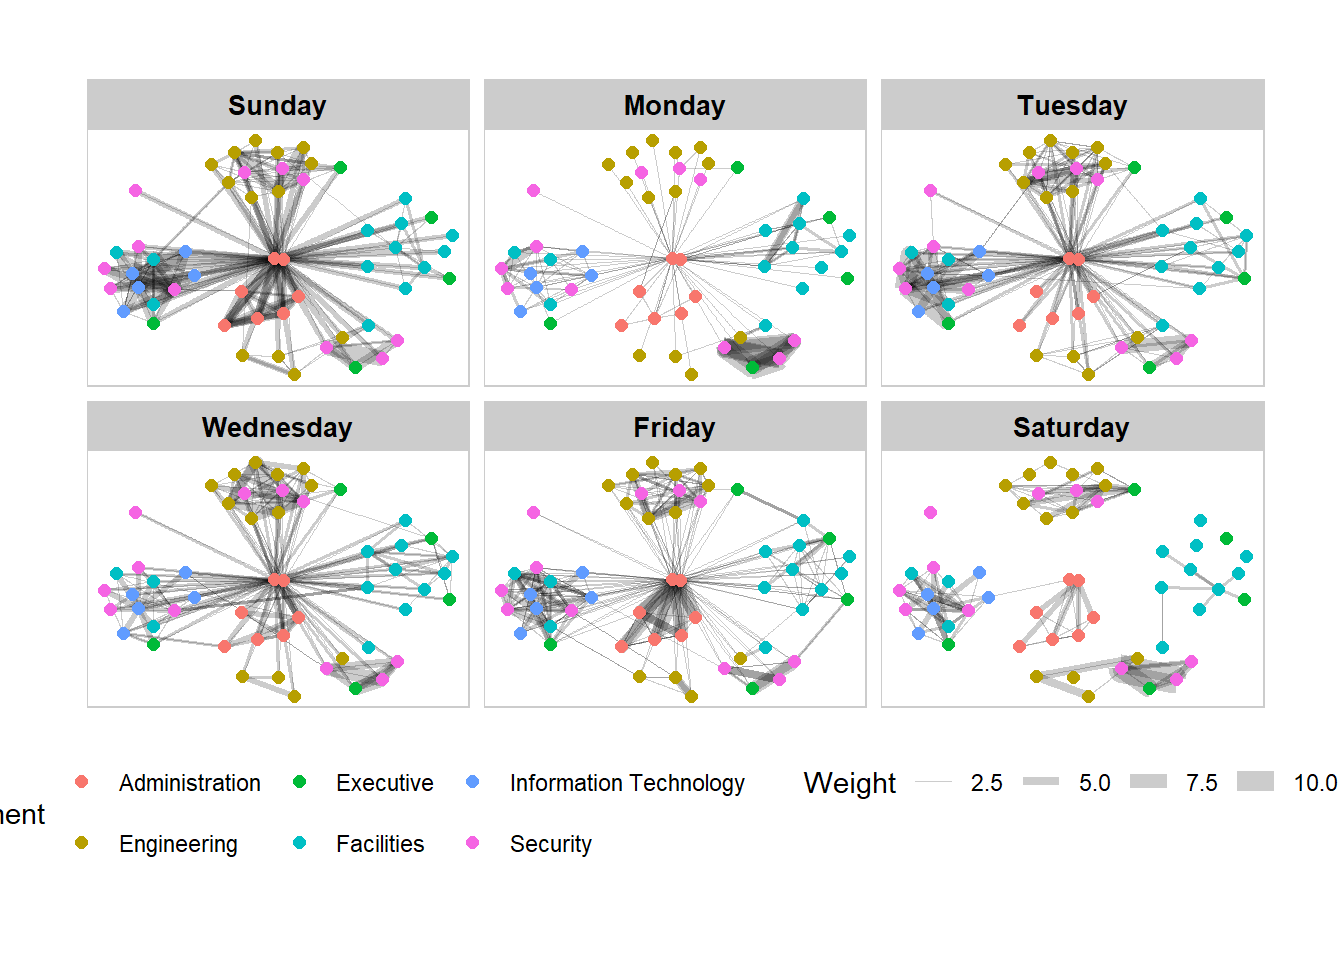 Sunday
Monday
Tuesday
Wednesday
Friday
Saturday
Administration
Executive
Information Technology
Weight
2.5
5.0
7.5
10.0
Engineering
Facilities
Security